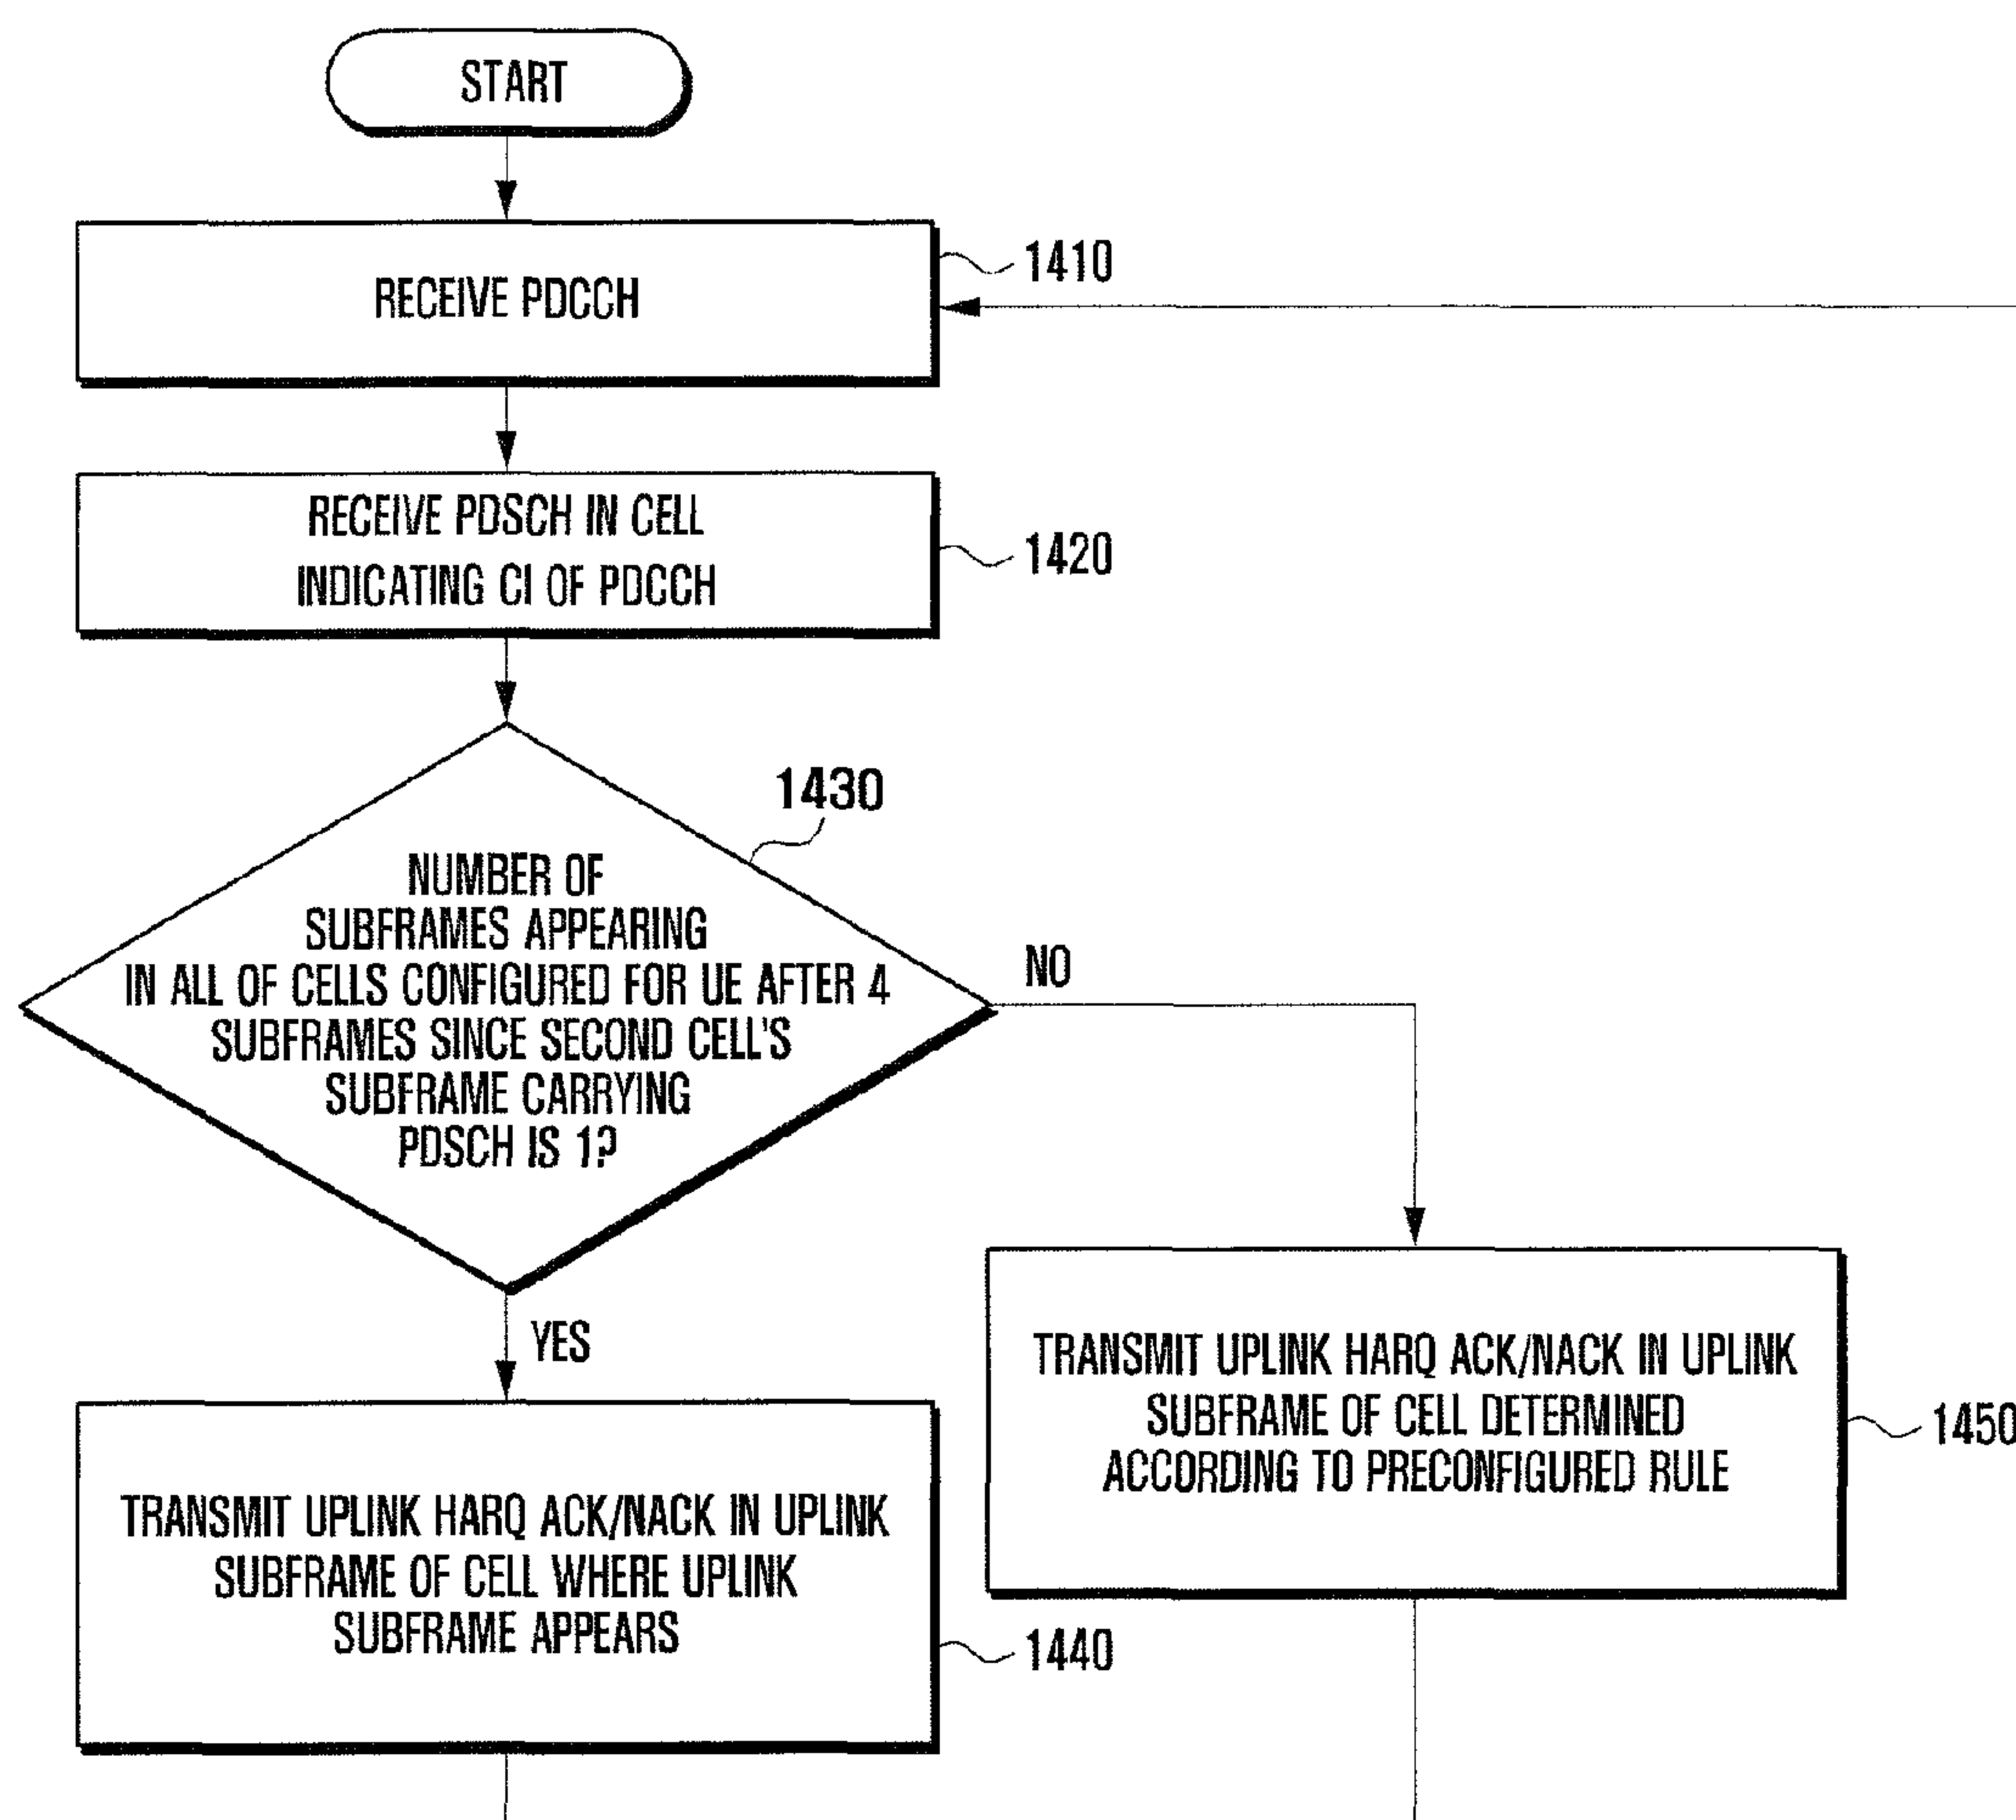 START
RECEIVE PDCCH
1410
RECEIVE PDSCH IN CELL
INDICATING CI OF PDCCH
1420
1430
NUMBER OF
SUBFRAMES APPEARING
IN ALL OF CELLS CONFIGURED FOR UE AFTER 4
SUBFRAMES SINCE SECOND CELL'S
SUBFRAME CARRYING
PDSCH IS 1?
NO
YES
TRANSMIT UPLINK HARQ ACK/NACK IN UPLINK
SUBFRAME OF CELL DETERMINED
ACCORDING TO PRECONFIGURED RULE
1450
TRANSMIT UPLINK HARQ ACK/NACK IN UPLINK
SUBFRAME OF CELL WHERE UPLINK
SUBFRAME APPEARS
1440